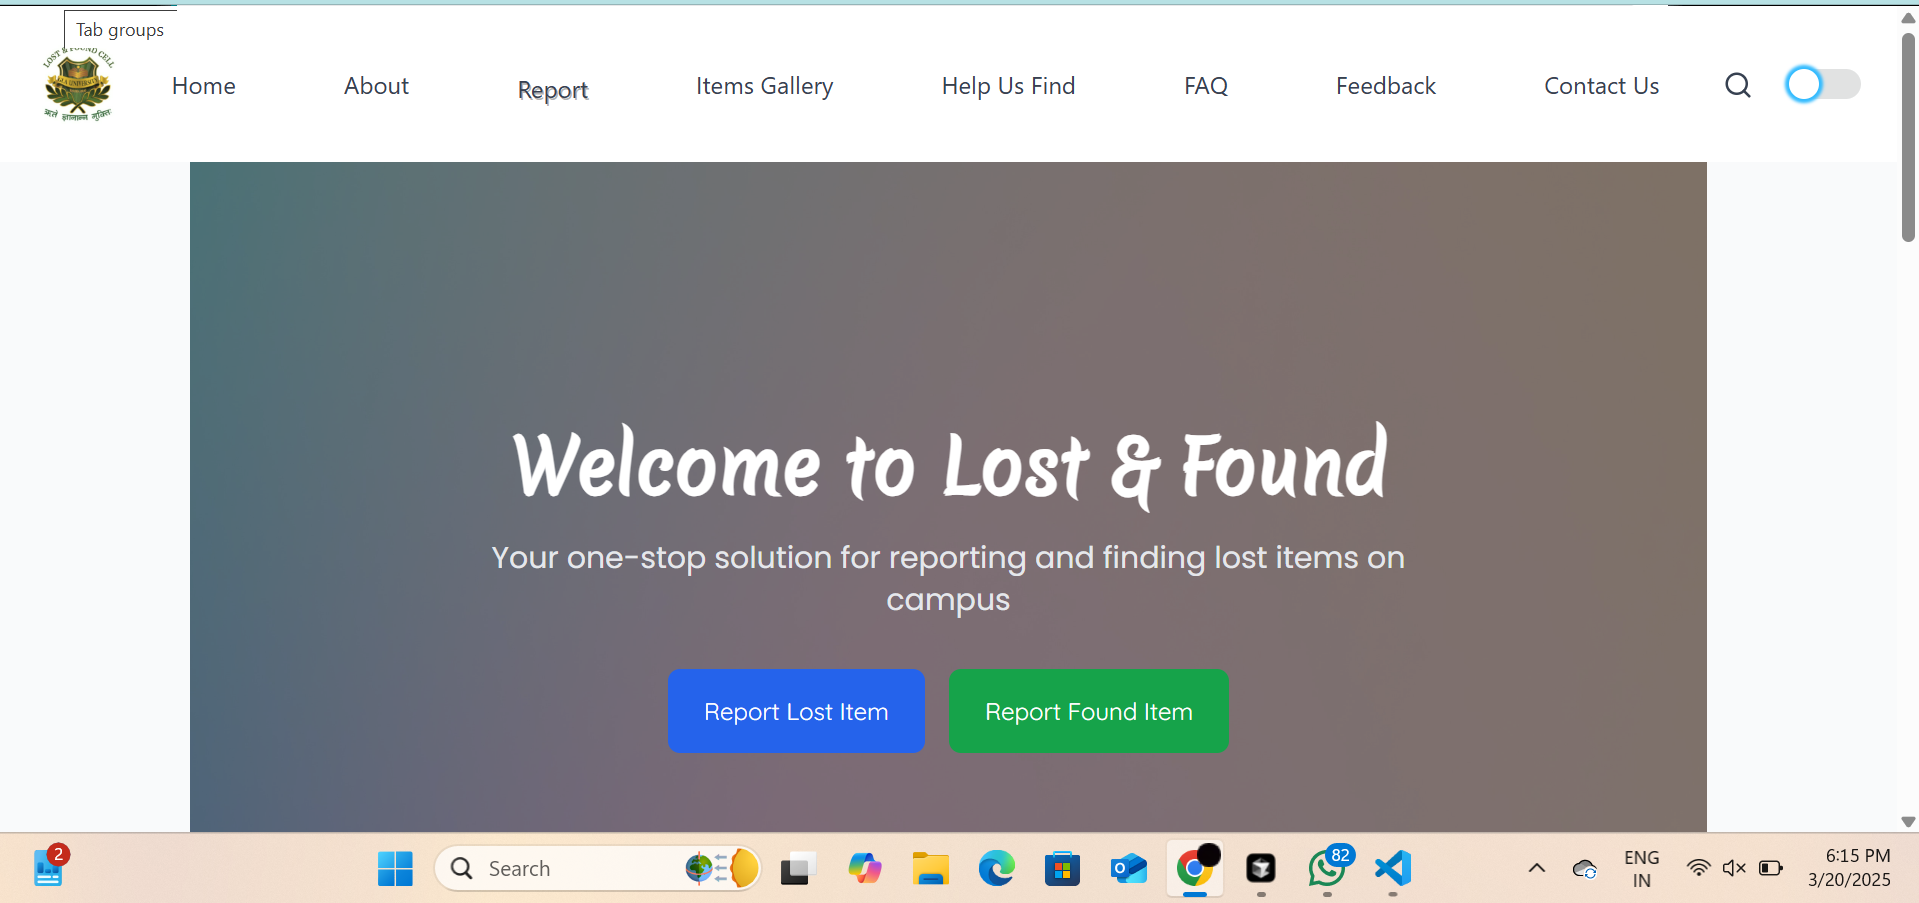 Tab groups
LOST & FOUND CELL
ऋते ज्ञानान्न मुक्तिः
Home
About
Report
Items Gallery
Help Us Find
FAQ
Feedback
Contact Us
Welcome to Lost & Found
Your one-stop solution for reporting and finding lost items on
campus
Report Lost Item
Report Found Item
2
Search
82
ENG
IN
6:15 PM
3/20/2025